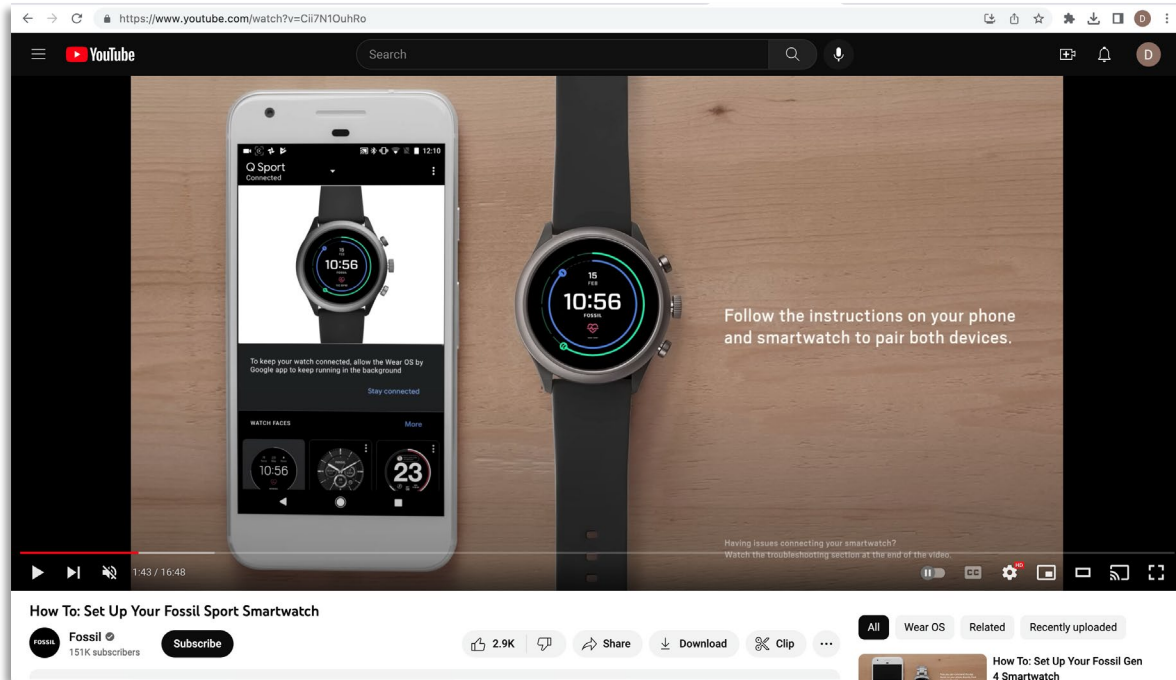 https://www.youtube.com/watch?v=Cii7N1OuhRo
D
YouTube
Search
D
12:10
Q Sport
Connected
15
FEB
10:56
FOSSIL
To keep your watch connected, allow the Wear OS by
Google app to keep running in the background
Stay connected
WATCH FACES
More
10:56
23
15
FEB
10:56
FOSSIL
Follow the instructions on your phone
and smartwatch to pair both devices.
Having issues connecting your smartwatch?
Watch the troubleshooting section at the end of the video.
1:43 / 16:48
CC
HD
How To: Set Up Your Fossil Sport Smartwatch
FOSSIL
Fossil
151K subscribers
Subscribe
2.9K
Share
Download
Clip
All
Wear OS
Related
Recently uploaded
How To: Set Up Your Fossil Gen
4 Smartwatch